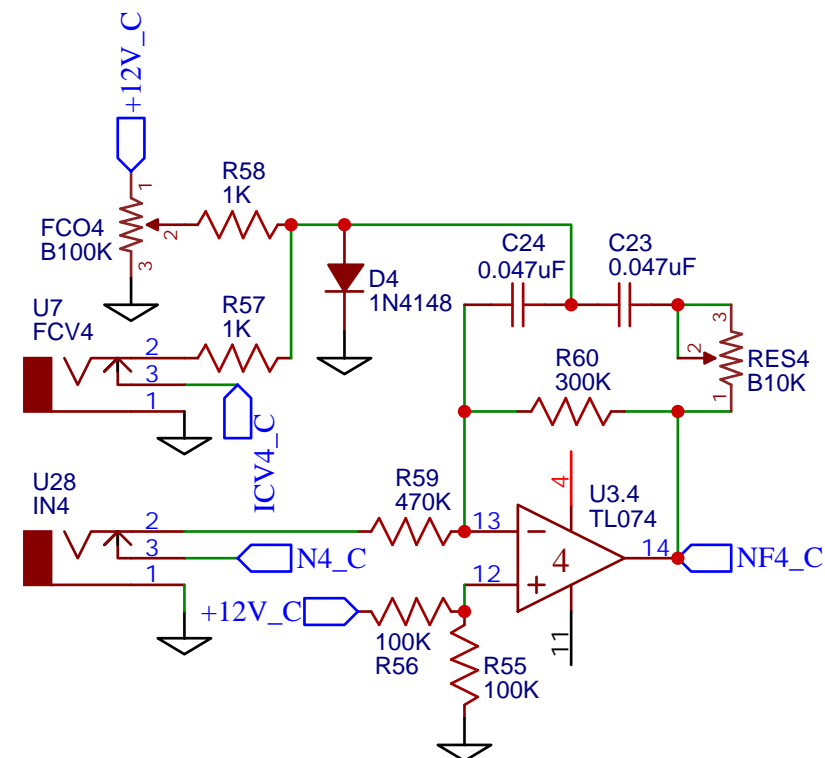 +12V_C
1
R58
1K
FCO4
B100K
2
3
C24
0.047uF
C23
0.047uF
D4
1N4148
U7
FCV4
R57
1K
2
3
1
3
2
RES4
B10K
1
R60
300K
ICV4_C
U28
IN4
R59
470K
4
U3.4
TL074
2
13
3
N4_C
4
14
NF4_C
1
12
+12V_C
100K
R56
11
R55
100K